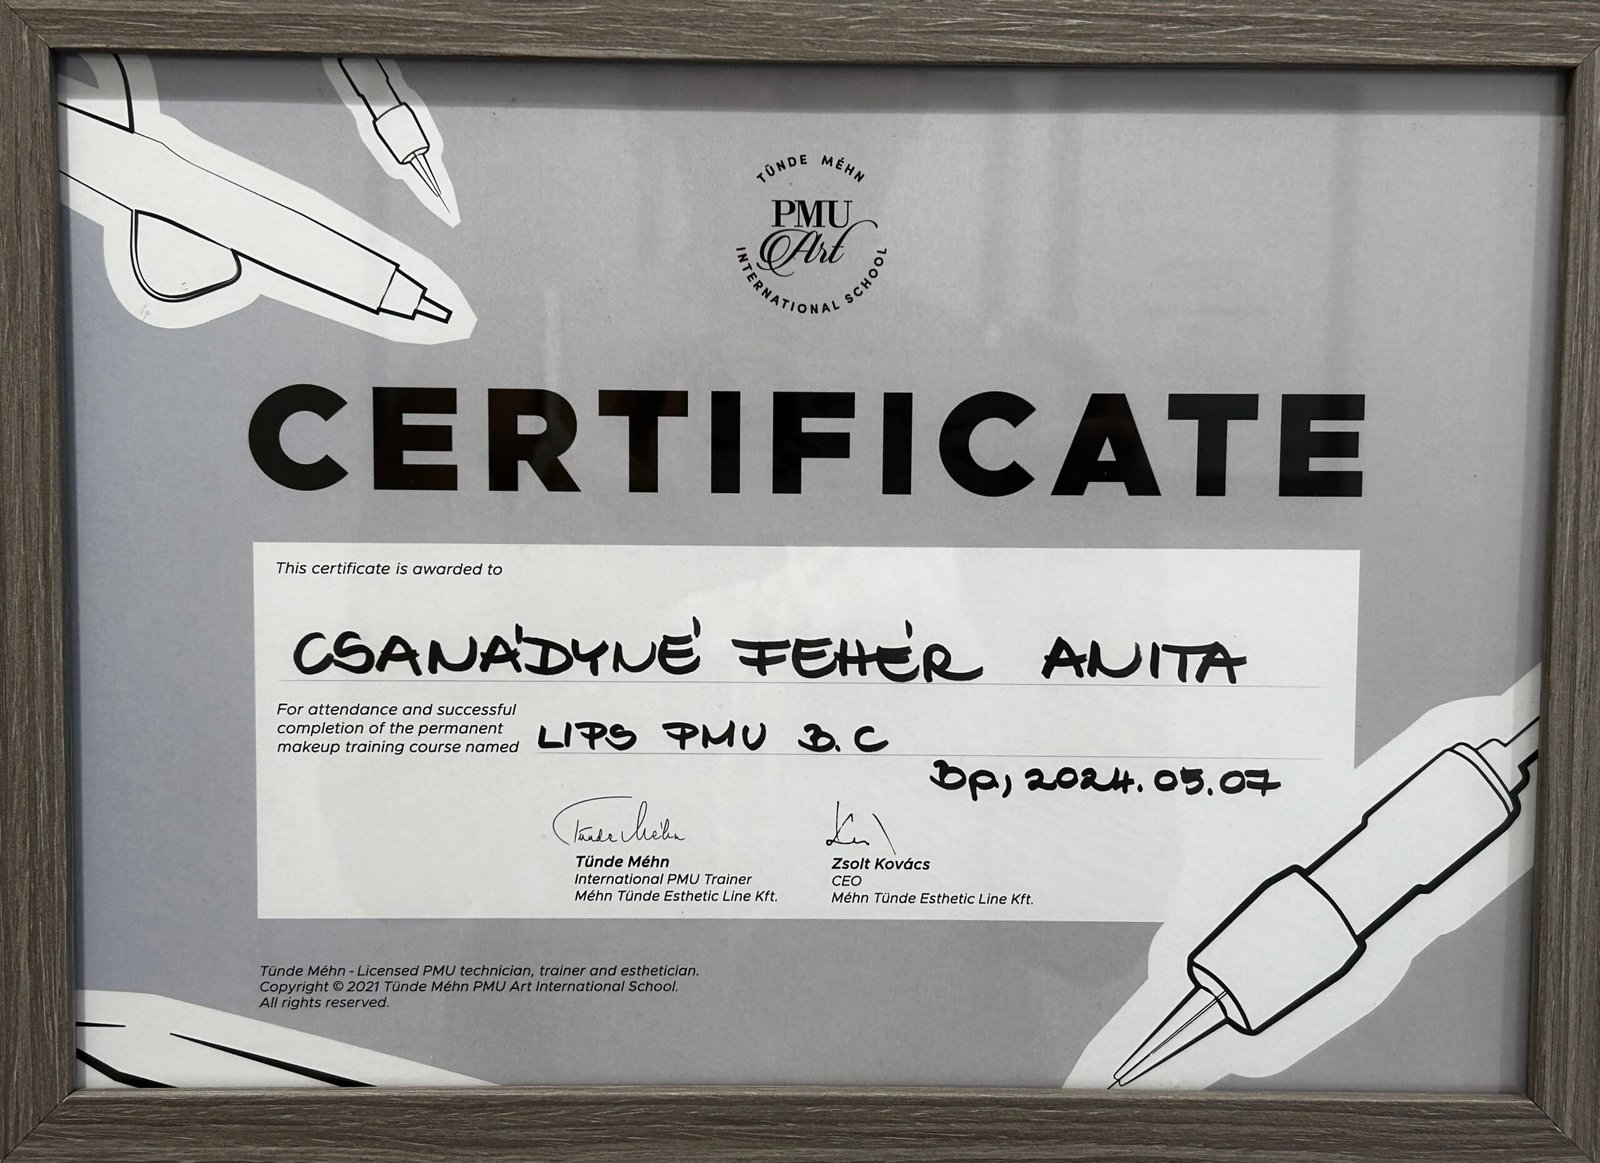 TÜNDE MÉHN
PMU
Art
INTERNATIONAL SCHOOL
CERTIFICATE
This certificate is awarded to
CSANÁDYNÉ FEHÉR ANITA
For attendance and successful
completion of the permanent
makeup training course named LIPS PMU B.C
Bp, 2024.05.07
Tünde Méhn
Tünde Méhn
International PMU Trainer
Méhn Tünde Esthetic Line Kft.
Zsolt Kovács
CEO
Méhn Tünde Esthetic Line Kft.
Tünde Méhn - Licensed PMU technician, trainer and esthetician.
Copyright © 2021 Tünde Méhn PMU Art International School.
All rights reserved.